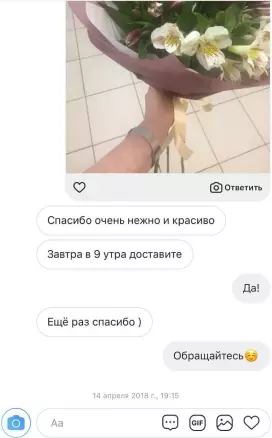 Ответить
Спасибо очень нежно и красиво
Завтра в 9 утра доставите
Да!
Ещё раз спасибо )
Обращайтесь☺️
14 апреля 2018 г., 19:15
Aa
GIF